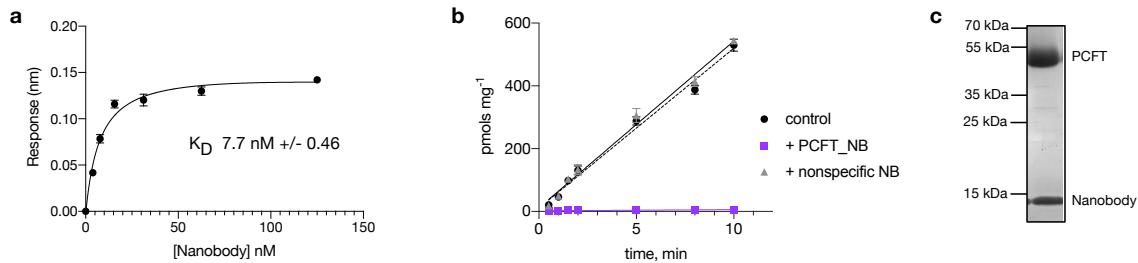 a
0.20
0.15
0.10
0.05
0.00
Response (nm)
K_D 7.7 nM +/- 0.46
0 50 100 150
[Nanobody] nM
b
600
400
200
0
pmols mg⁻¹
0 5 10
time, min
control
+ PCFT_NB
+ nonspecific NB
c
70 kDa
55 kDa
35 kDa
25 kDa
15 kDa
PCFT
Nanobody